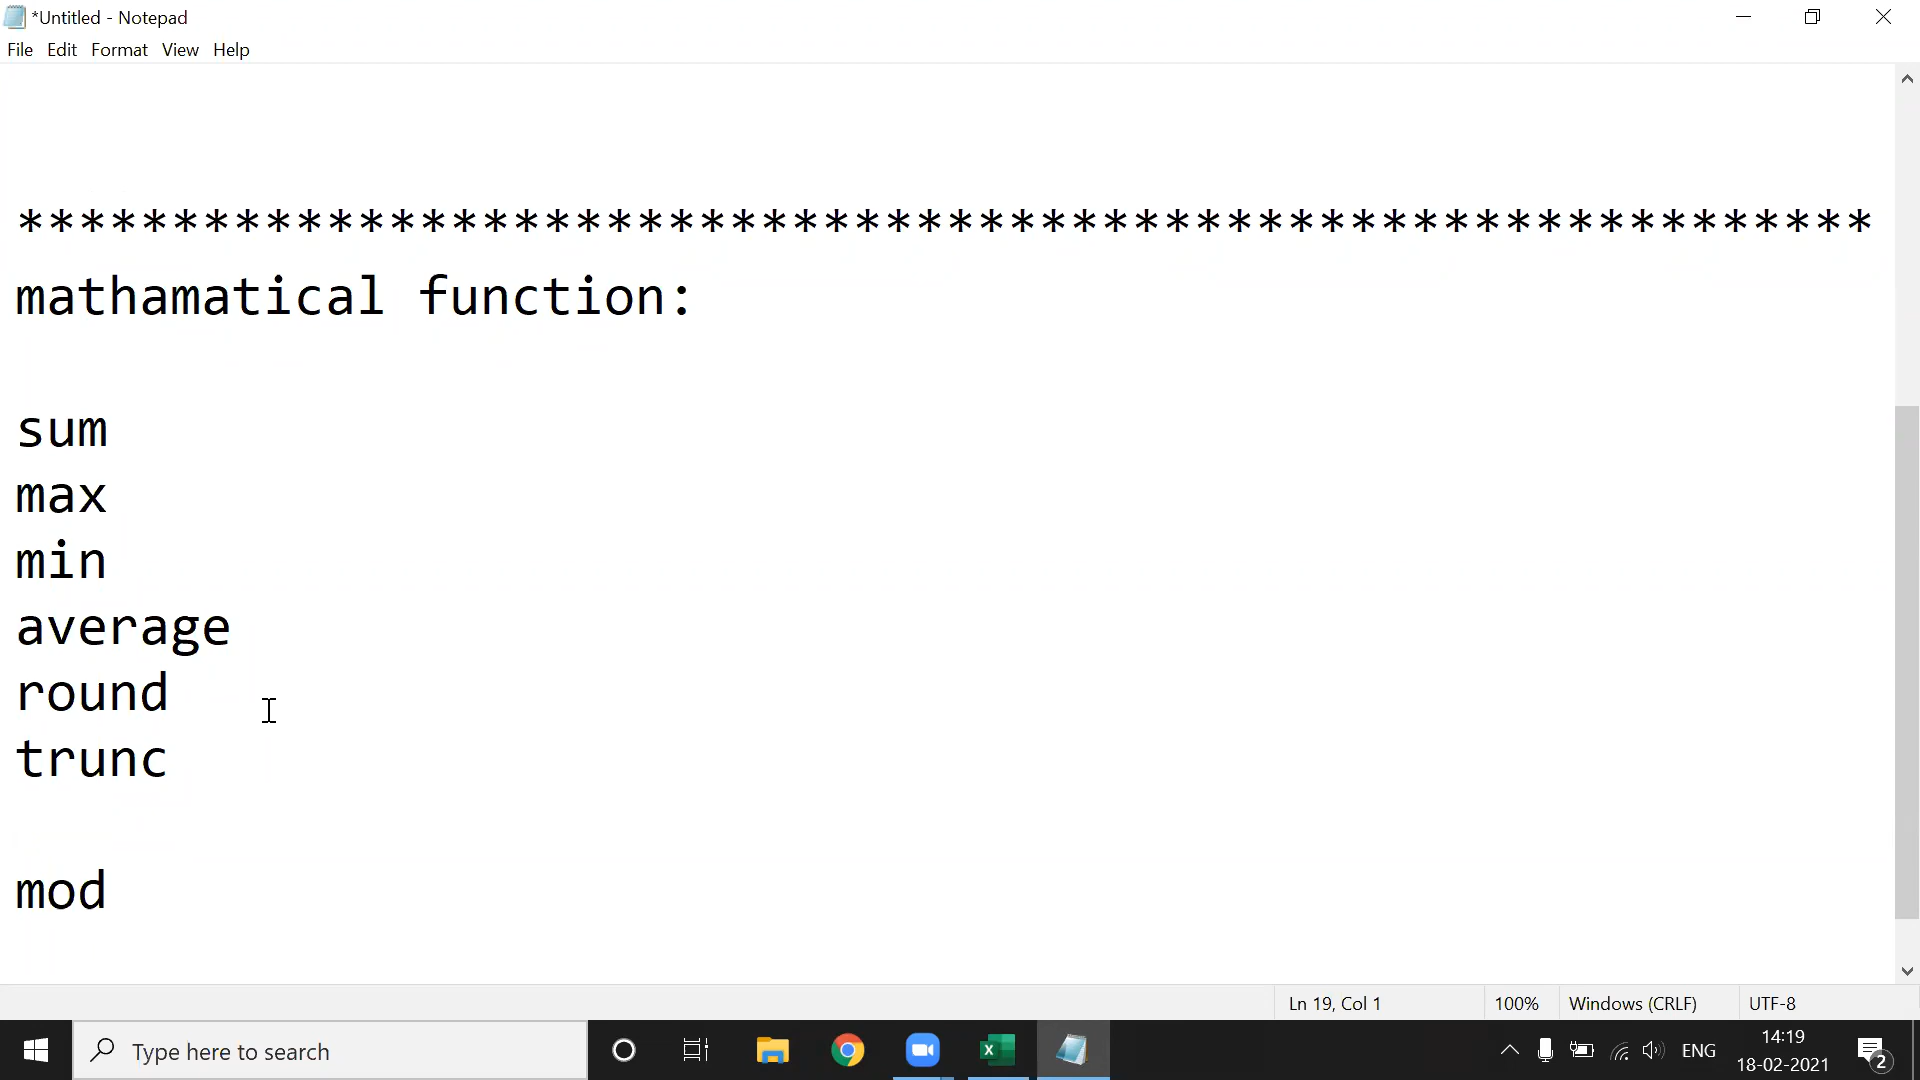 *Untitled - Notepad
File Edit Format View Help
************************************************************
mathamatical function:
sum
max
min
average
round
trunc
mod
Ln 19, Col 1 100% Windows (CRLF) UTF-8
Type here to search
ENG
14:19
18-02-2021
2